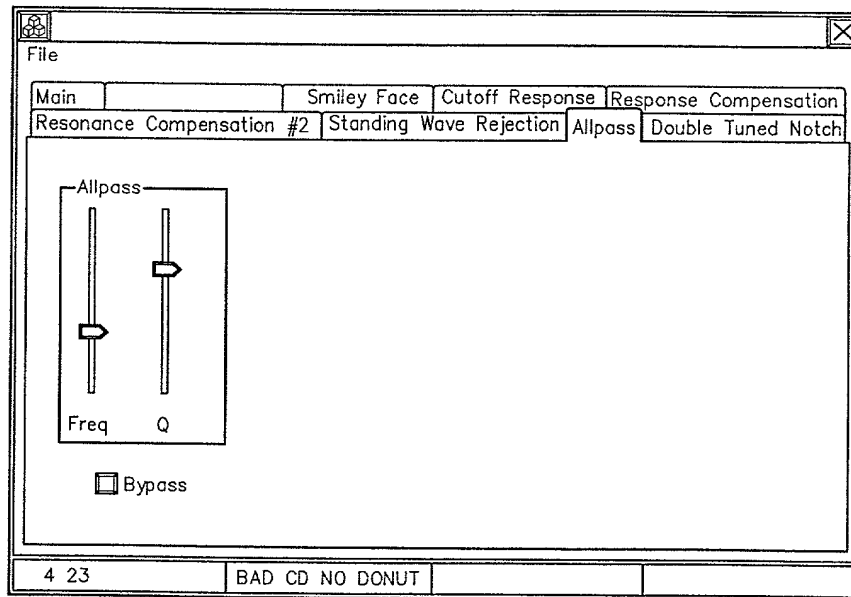 File
Main Smiley Face Cutoff Response Response Compensation
Resonance Compensation #2 Standing Wave Rejection Allpass Double Tuned Notch
Allpass
Freq Q
Bypass
4 23 BAD CD NO DONUT